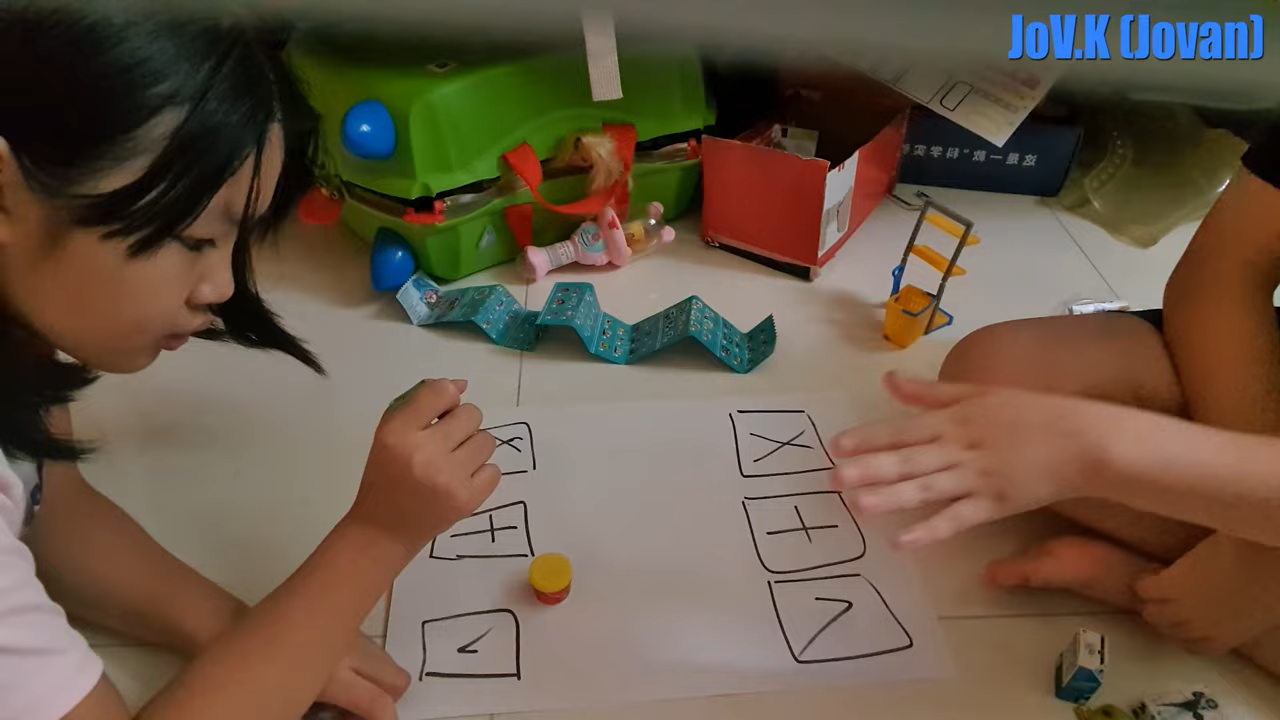 JoV.K (Jovan)
X X
+ +
✓ ✓